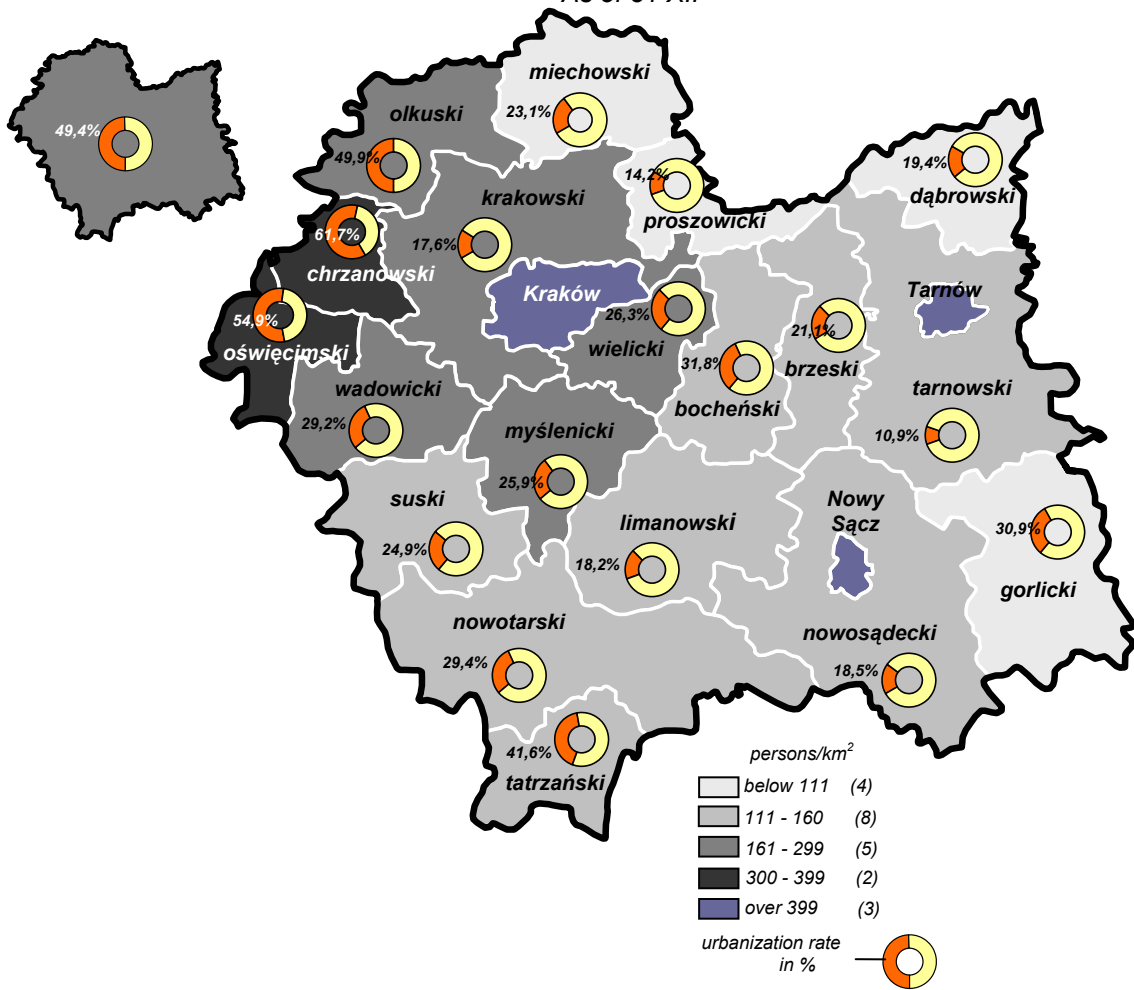 As of 31 XII
49,4%
miechowski
23,1%
olkuski
49,9%
19,4%
dąbrowski
14,2%
proszowicki
krakowski
17,6%
61,7%
chrzanowski
Kraków
Tarnów
54,9%
oświęcimski
26,3%
wielicki
21,1%
brzeski
31,8%
bocheński
wadowicki
29,2%
tarnowski
10,9%
myślenicki
25,9%
suski
24,9%
limanowski
18,2%
Nowy
Sącz
30,9%
gorlicki
nowotarski
29,4%
nowosądecki
18,5%
41,6%
tatrzański
persons/km²
below 111 (4)
111 - 160 (8)
161 - 299 (5)
300 - 399 (2)
over 399 (3)
urbanization rate
in %